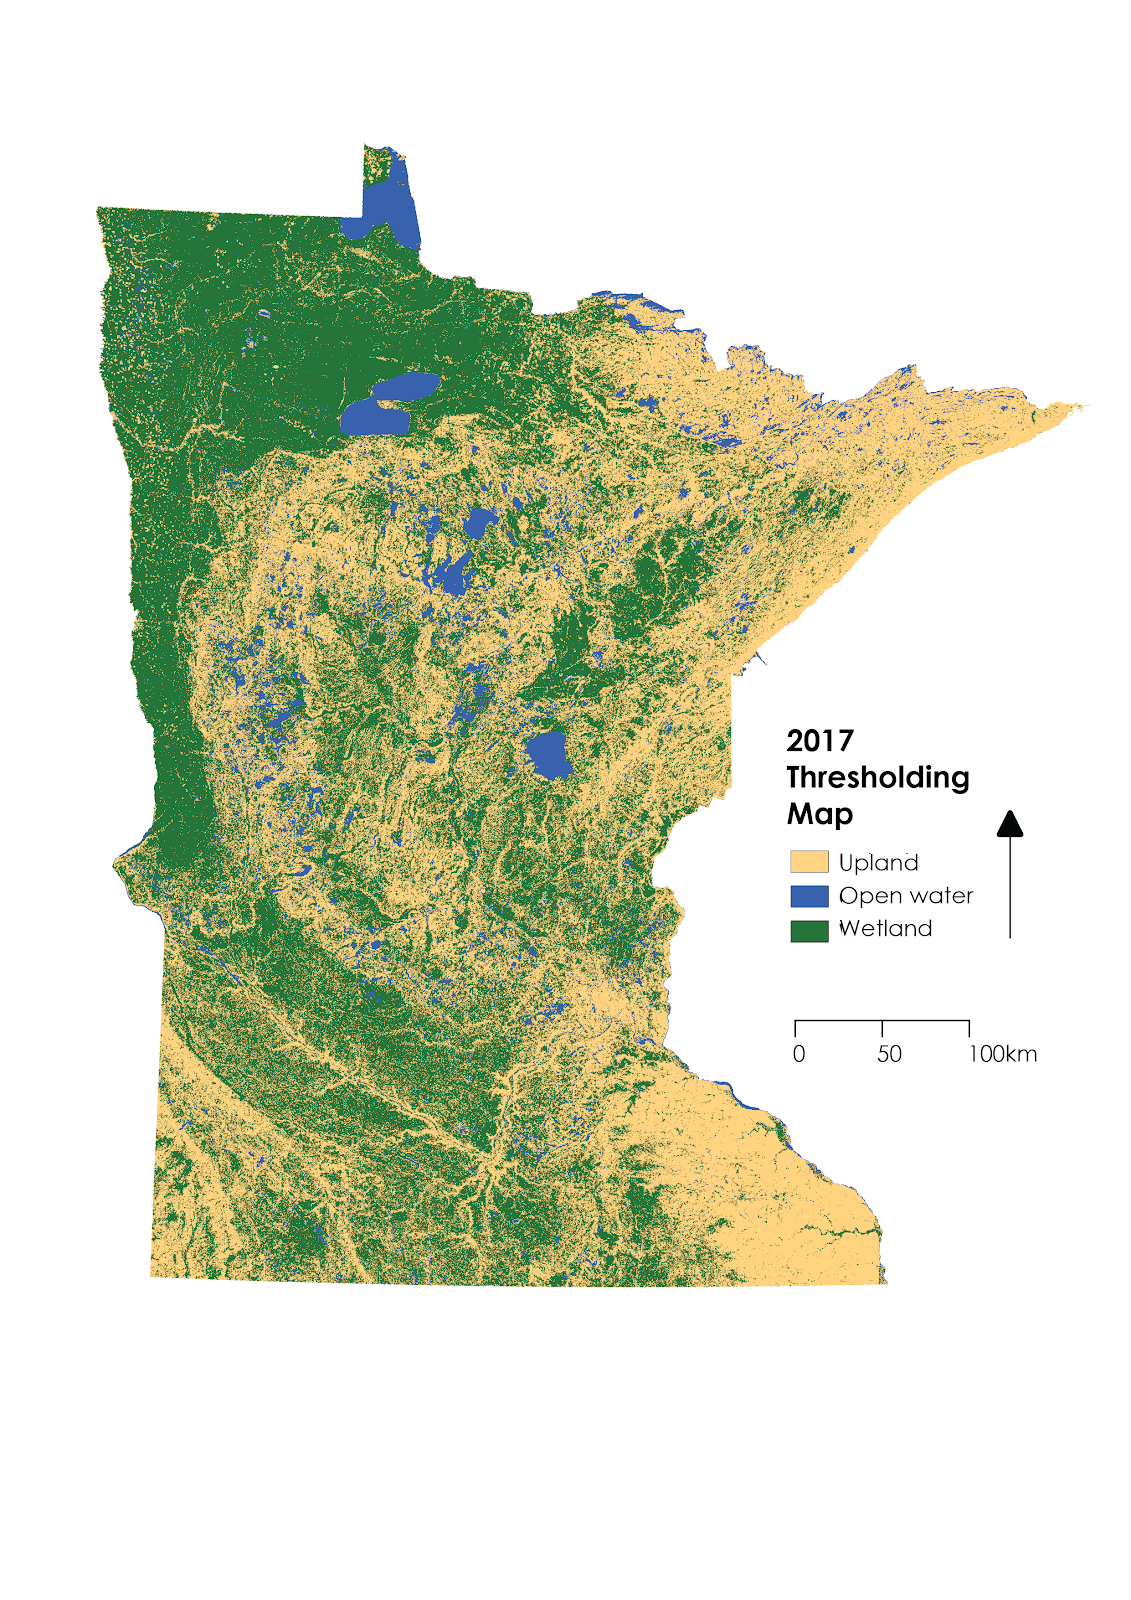 2017
Thresholding
Map
Upland
Open water
Wetland
0 50 100km